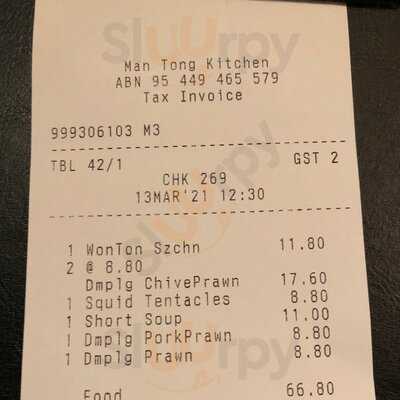 Man Tong Kitchen
ABN 95 449 465 579
Tax Invoice
999306103 M3
TBL 42/1 GST 2
CHK 269
13MAR'21 12:30
1 WonTon Szchn 11.80
2 @ 8.80
Dmplg ChivePrawn 17.60
1 Squid Tentacles 8.80
1 Short Soup 11.00
1 Dmplg PorkPrawn 8.80
1 Dmplg Prawn 8.80
Food 66.80
Slurpy
Slurpy
Slurpy